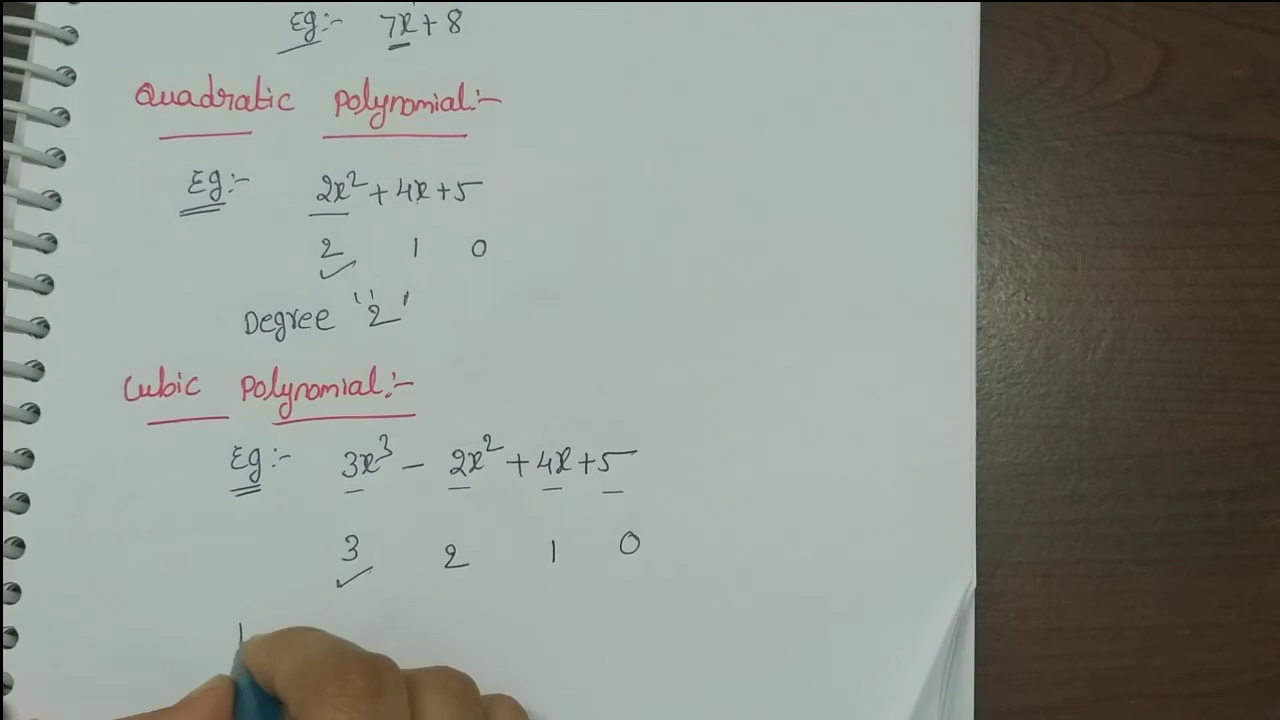 Eg:- 7x + 8
Quadratic Polynomial:-
Eg:- 2x² + 4x + 5
2 1 0
Degree '2'
Cubic Polynomial:-
Eg:- 3x³ - 2x² + 4x + 5
3 2 1 0